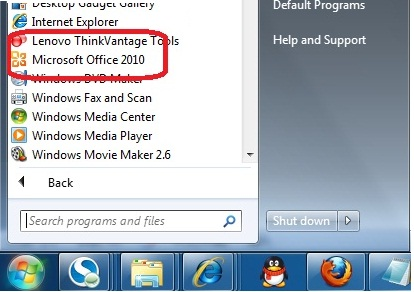 Desktop Gadget Gallery
Internet Explorer
Lenovo ThinkVantage Tools
Microsoft Office 2010
Windows DVD Maker
Windows Fax and Scan
Windows Media Center
Windows Media Player
Windows Movie Maker 2.6
Back
Search programs and files
Default Programs
Help and Support
Shut down